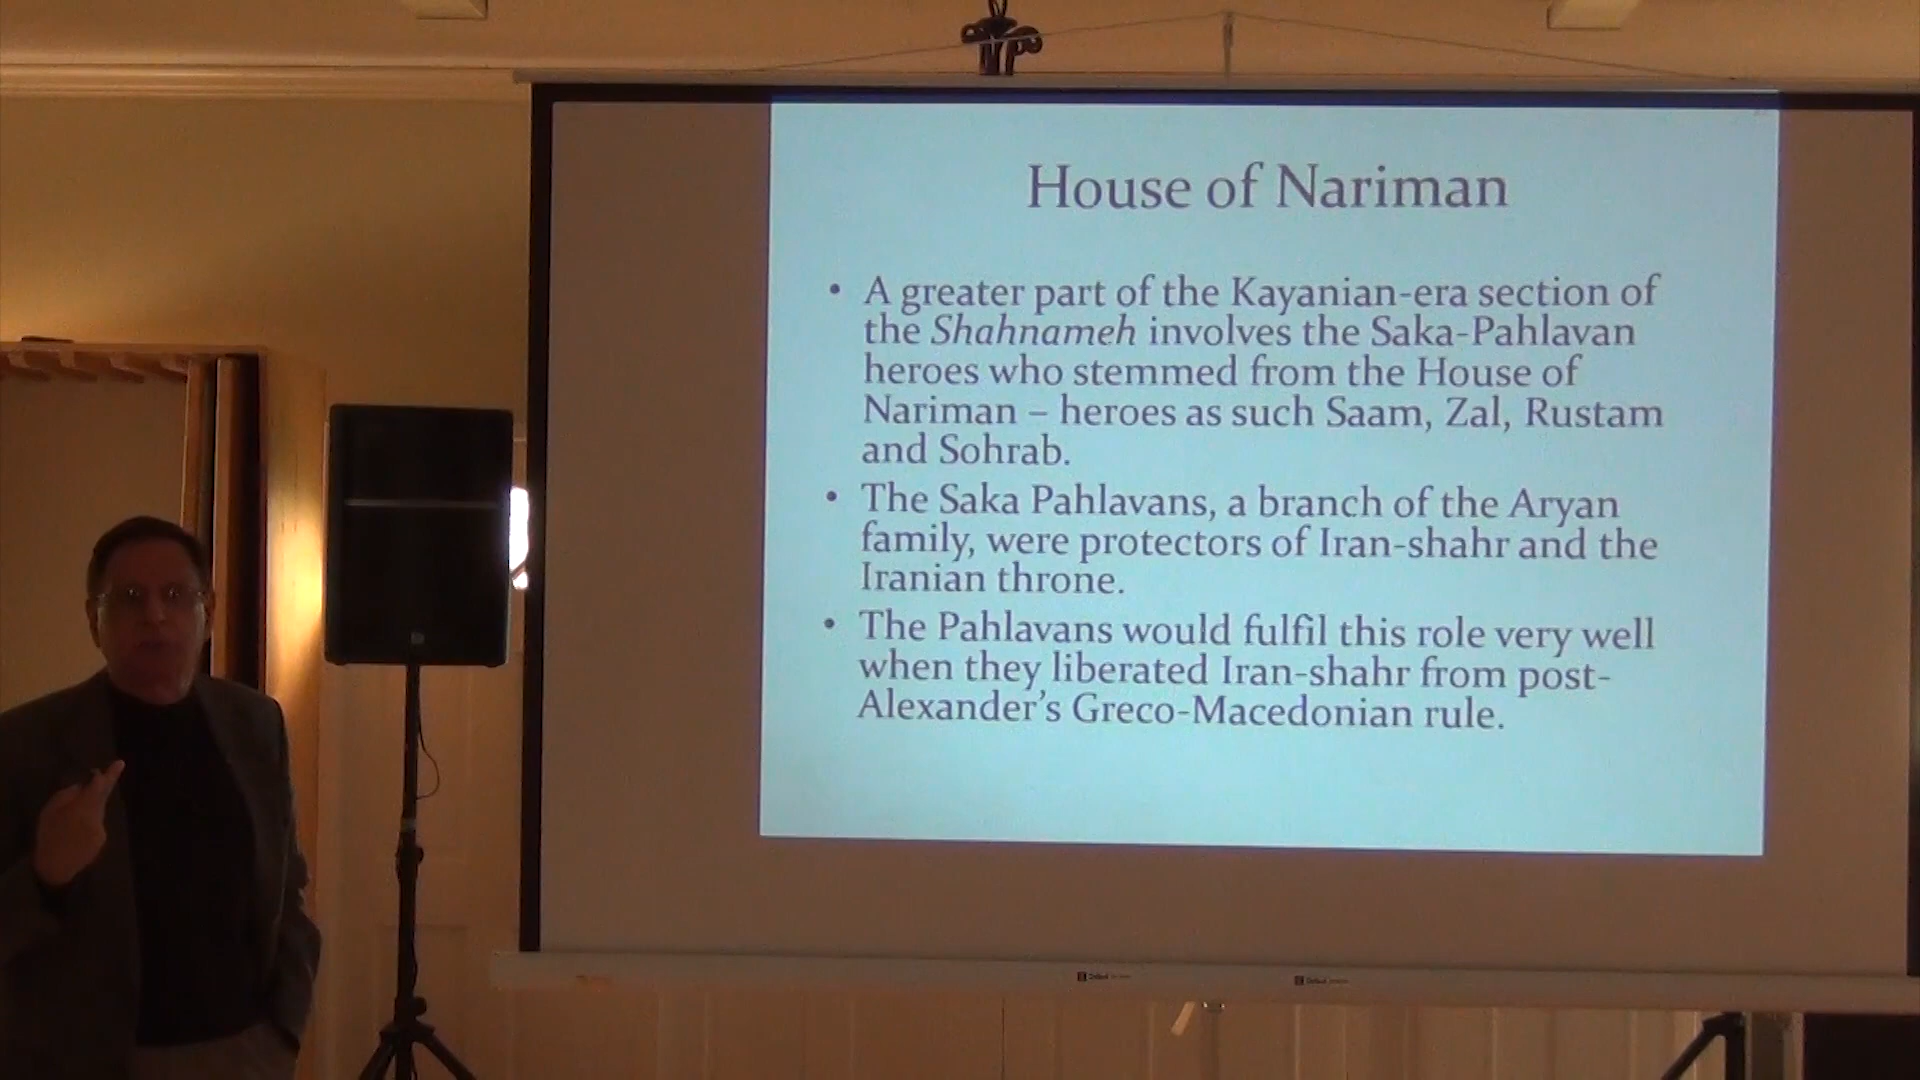 House of Nariman
• A greater part of the Kayanian-era section of
the Shahnameh involves the Saka-Pahlavan
heroes who stemmed from the House of
Nariman – heroes as such Saam, Zal, Rustam
and Sohrab.
• The Saka Pahlavans, a branch of the Aryan
family, were protectors of Iran-shahr and the
Iranian throne.
• The Pahlavans would fulfil this role very well
when they liberated Iran-shahr from post-
Alexander's Greco-Macedonian rule.